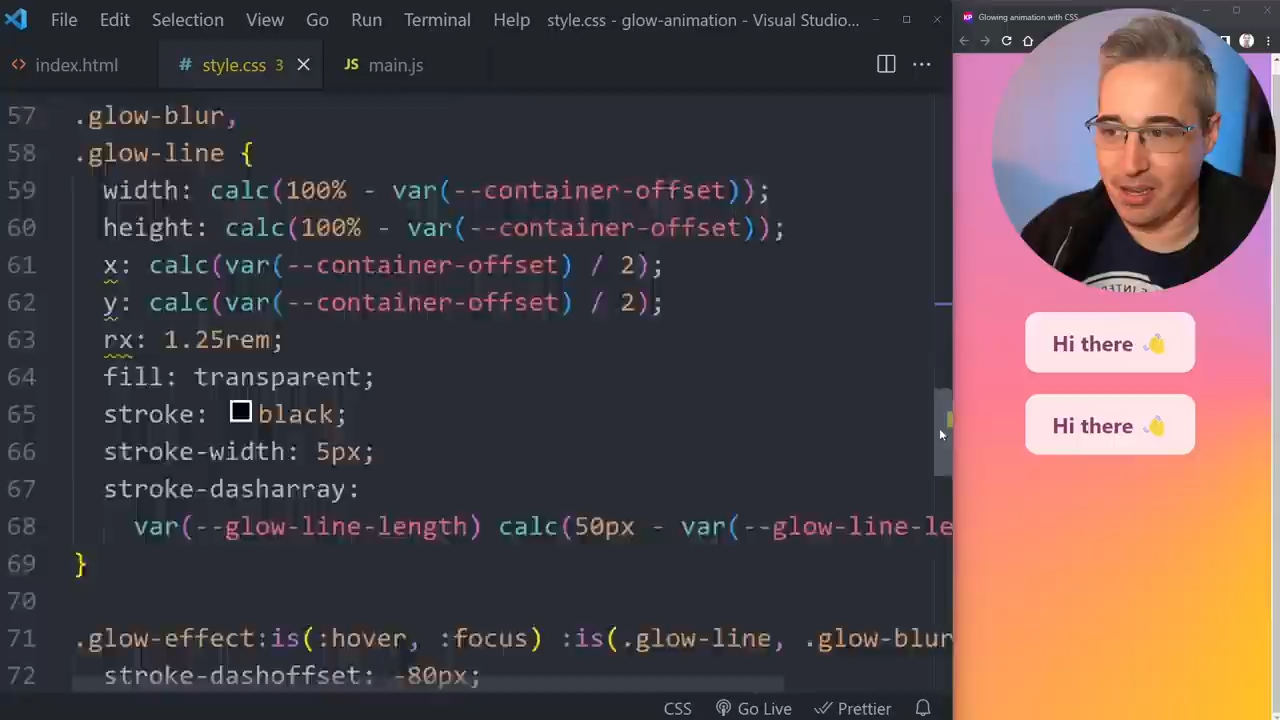 File Edit Selection View Go Run Terminal Help style.css - glow-animation - Visual Studio...
KP Glowing animation with CSS
<> index.html # style.css 3 JS main.js
57 .glow-blur,
58 .glow-line {
59 width: calc(100% - var(--container-offset));
60 height: calc(100% - var(--container-offset));
61 x: calc(var(--container-offset) / 2);
62 y: calc(var(--container-offset) / 2);
63 rx: 1.25rem;
64 fill: transparent;
65 stroke: black;
66 stroke-width: 5px;
67 stroke-dasharray:
68 var(--glow-line-length) calc(50px - var(--glow-line-le
69 }
70
71 .glow-effect:is(:hover, :focus) :is(.glow-line, .glow-blur
72 stroke-dashoffset: -80px;
Hi there 👋
Hi there 👋
CSS Go Live Prettier